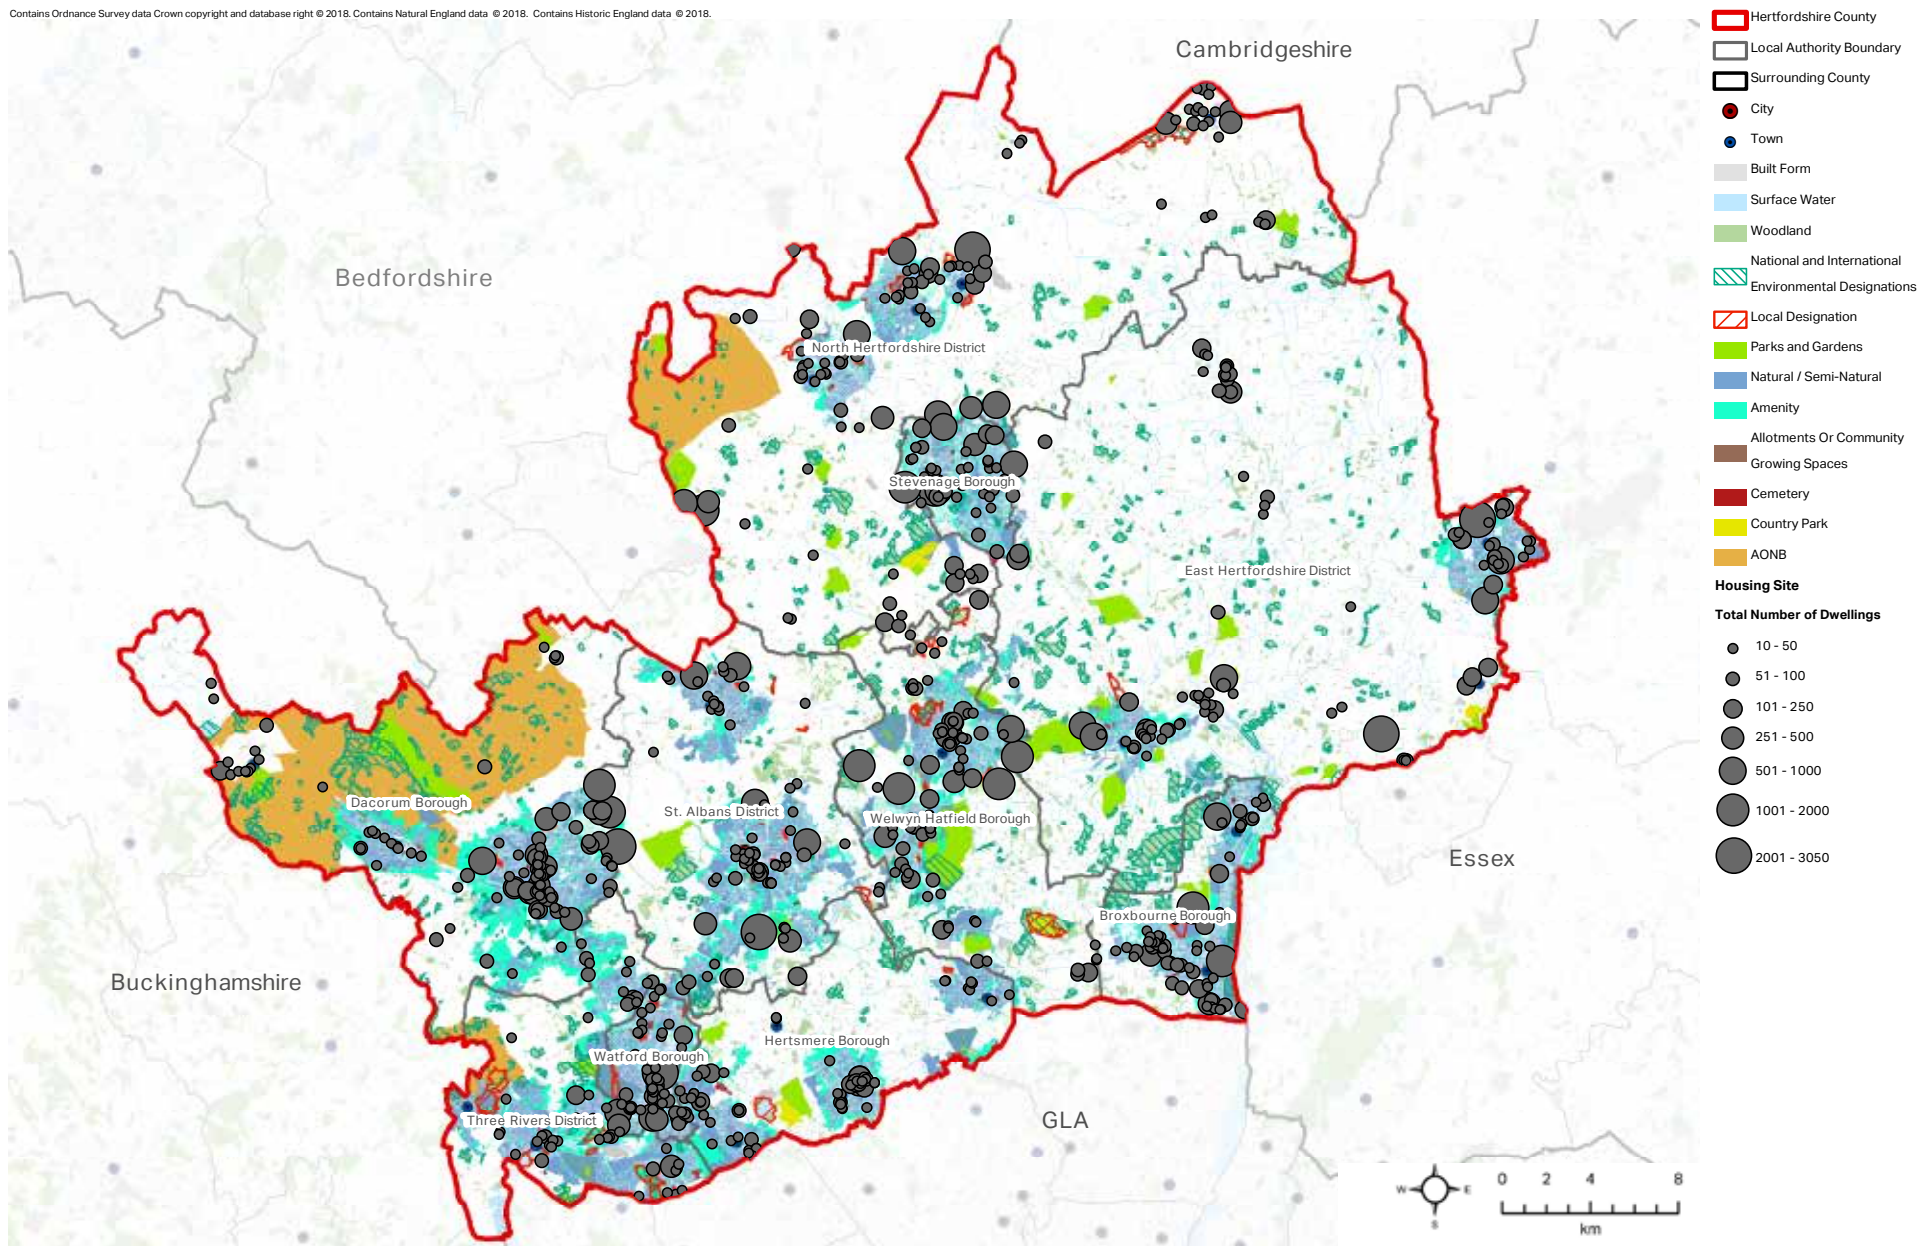 Contains Ordnance Survey data Crown copyright and database right © 2018. Contains Natural England data © 2018. Contains Historic England data © 2018.
Cambridgeshire
Bedfordshire
North Hertfordshire District
Stevenage Borough
East Hertfordshire District
Dacorum Borough
St. Albans District
Welwyn Hatfield Borough
Essex
Broxbourne Borough
Buckinghamshire
Hertsmere Borough
Watford Borough
Three Rivers District
GLA
Hertfordshire County
Local Authority Boundary
Surrounding County
City
Town
Built Form
Surface Water
Woodland
National and International
Environmental Designations
Local Designation
Parks and Gardens
Natural / Semi-Natural
Amenity
Allotments Or Community
Growing Spaces
Cemetery
Country Park
AONB
Housing Site
Total Number of Dwellings
10 - 50
51 - 100
101 - 250
251 - 500
501 - 1000
1001 - 2000
2001 - 3050
W E
S
0 2 4 6 8
km